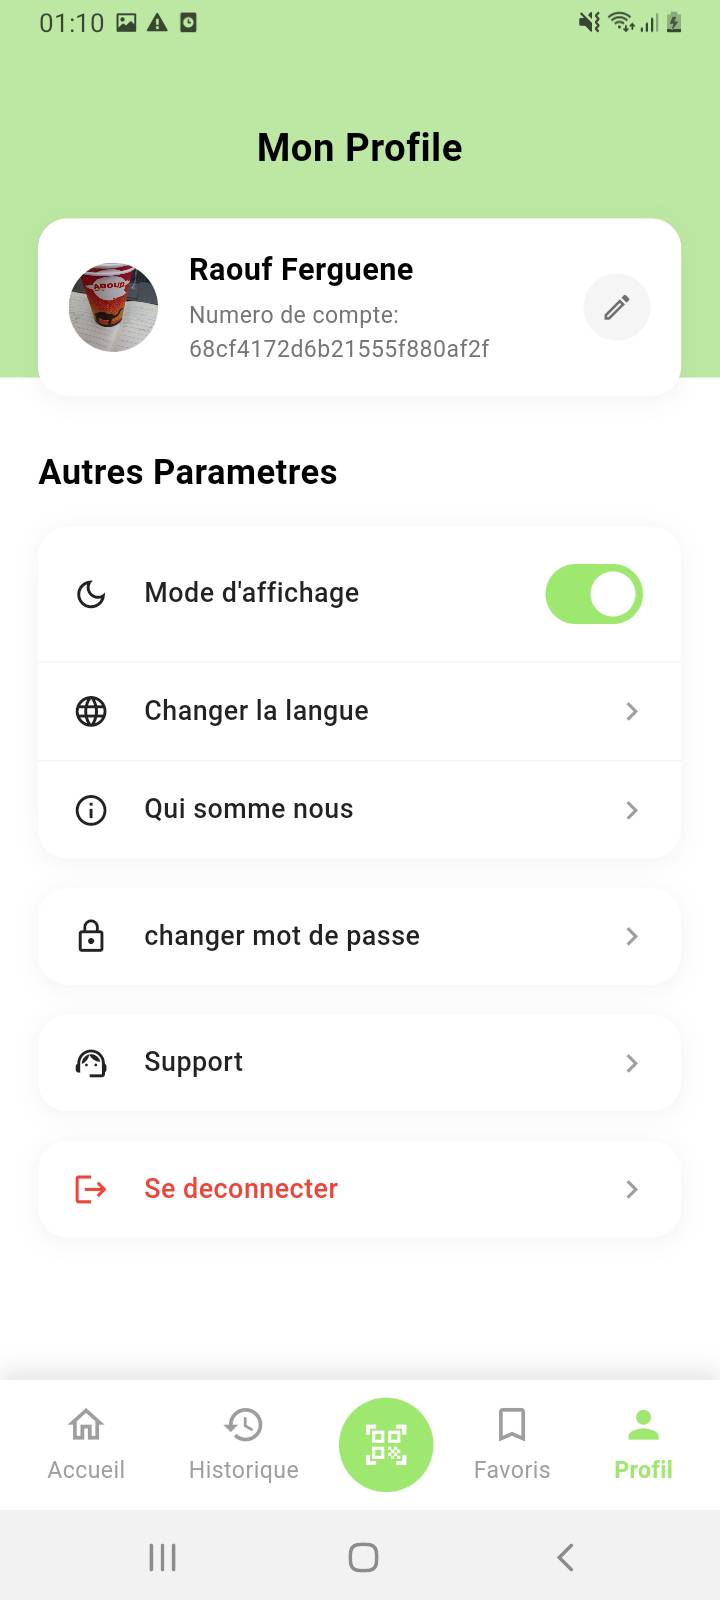 01:10
Mon Profile
ABOUD
Raouf Ferguene
Numero de compte:
68cf4172d6b21555f880af2f
Autres Parametres
Mode d'affichage
Changer la langue
Qui somme nous
changer mot de passe
Support
Se deconnecter
Accueil
Historique
Favoris
Profil